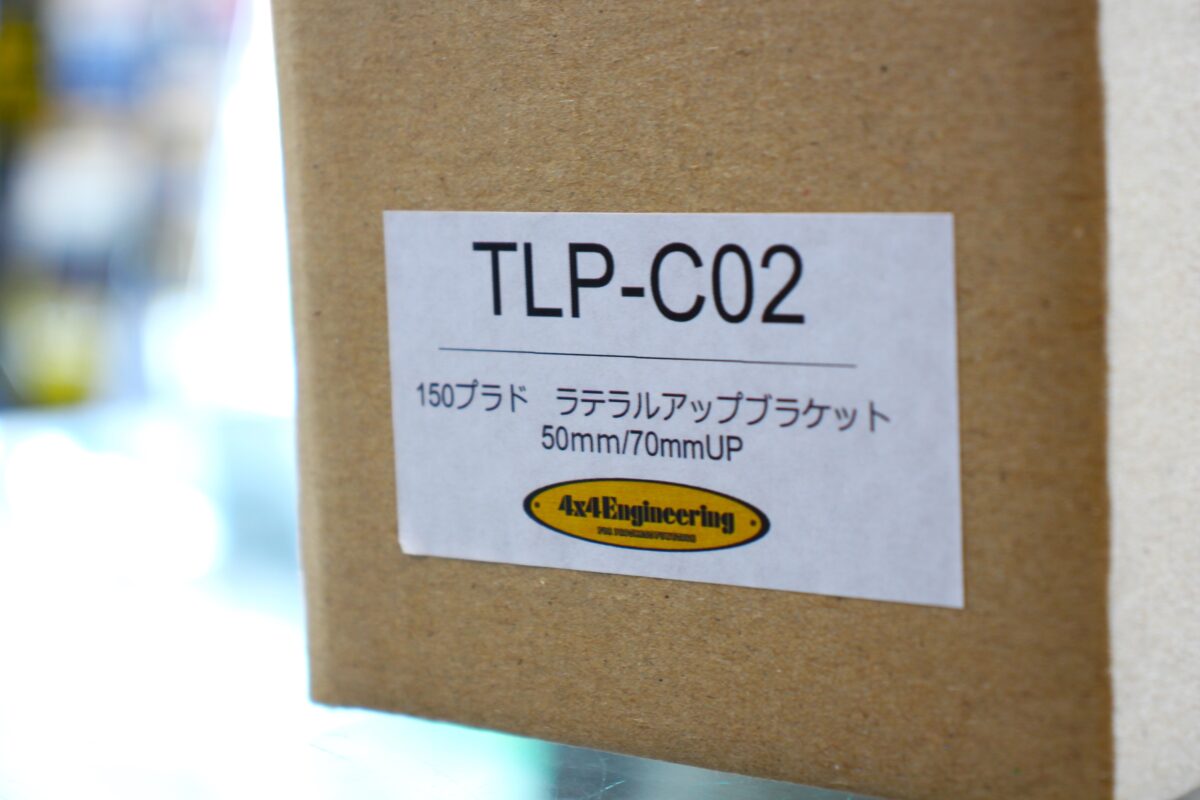 TLP-C02
150プラド　ラテラルアップブラケット
50mm/70mmUP
4x4Engineering